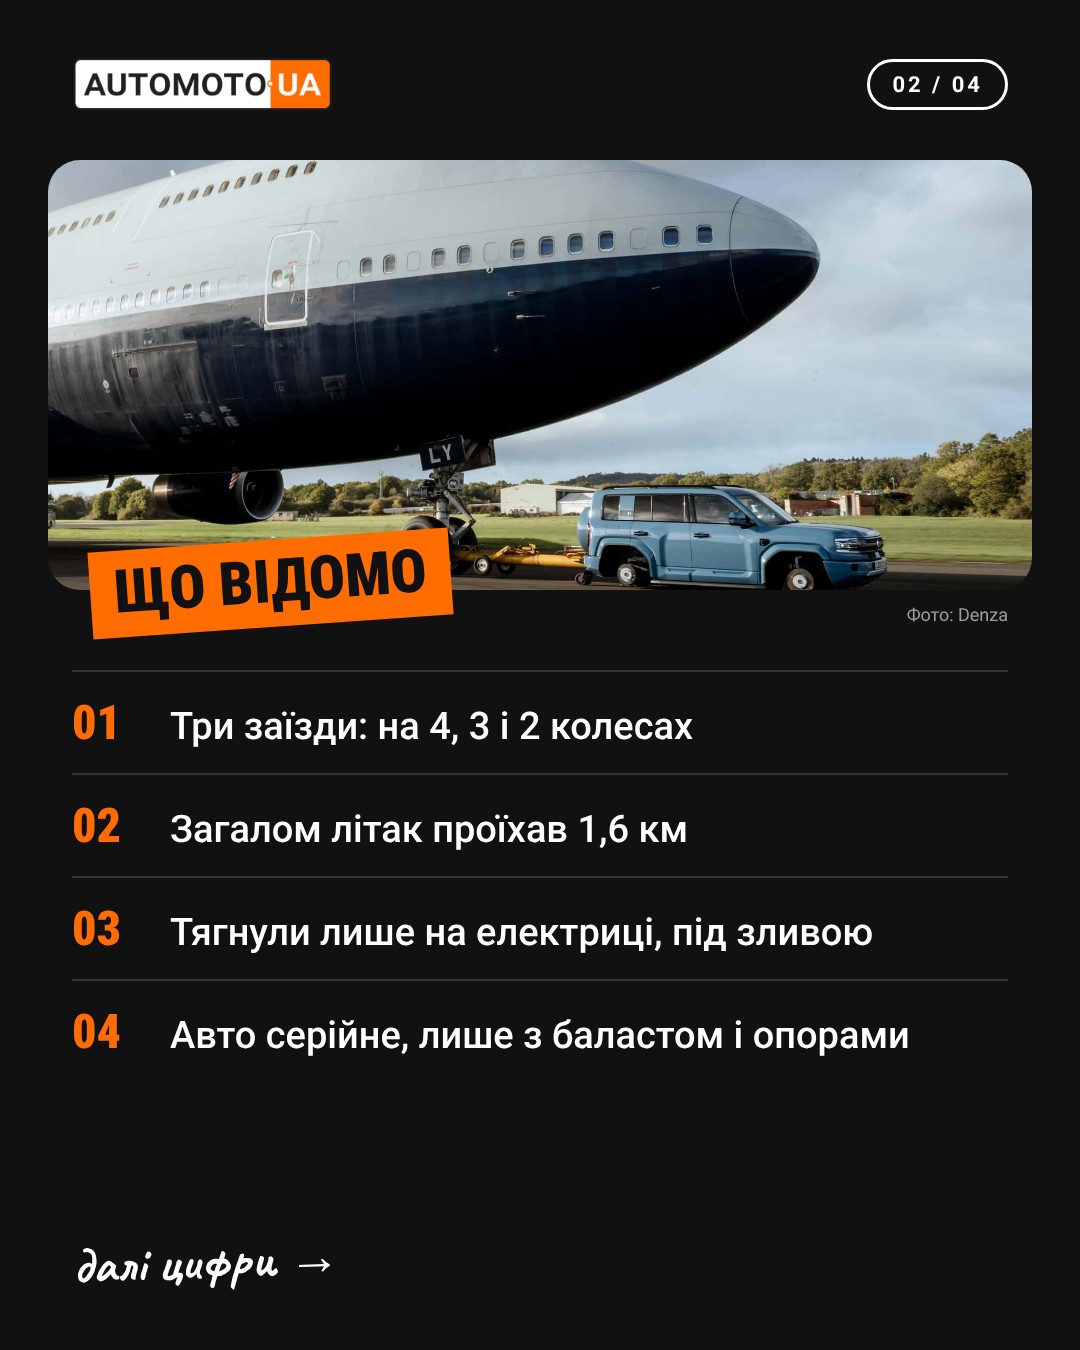 AUTOMOTO UA
02 / 04
LY
ЩО ВІДОМО
Фото: Denza
01 Три заїзди: на 4, 3 і 2 колесах
02 Загалом літак проїхав 1,6 км
03 Тягнули лише на електриці, під зливою
04 Авто серійне, лише з баластом і опорами
далі цифри →